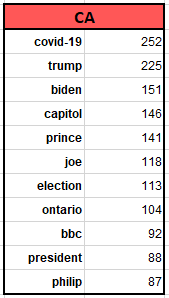 CA
covid-19 252
trump 225
biden 151
capitol 146
prince 141
joe 118
election 113
ontario 104
bbc 92
president 88
philip 87